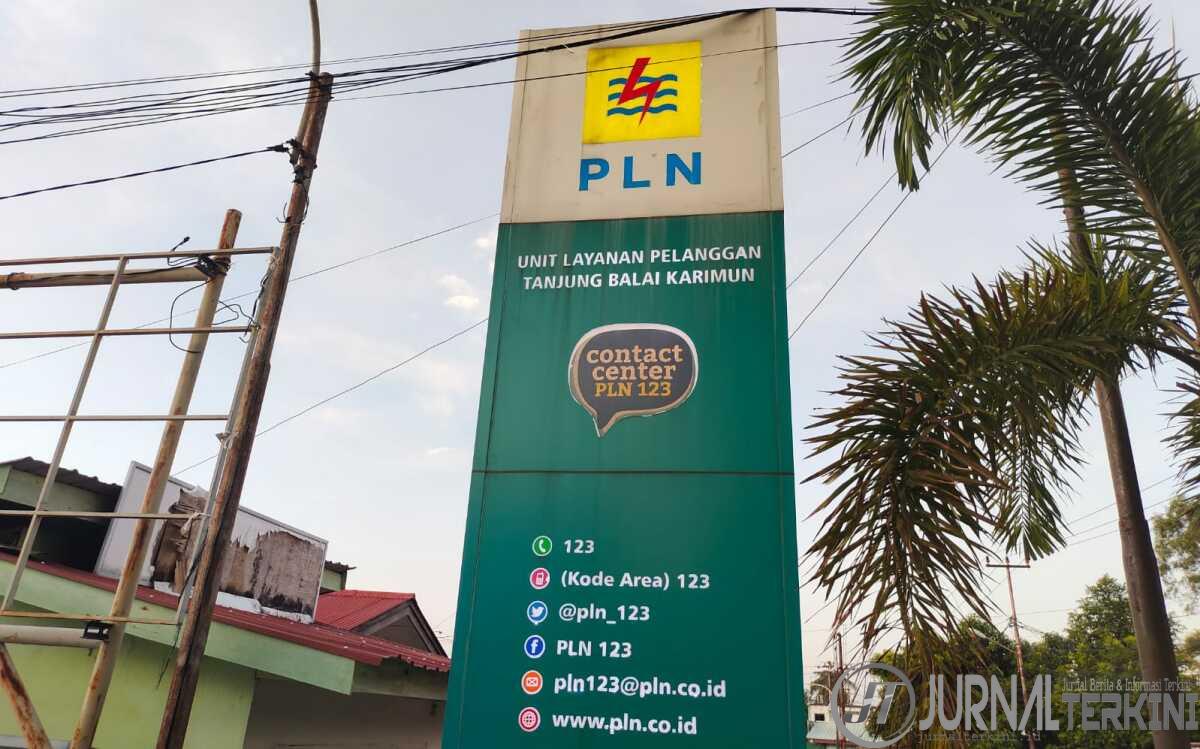 PLN
UNIT LAYANAN PELANGGAN
TANJUNG BALAI KARIMUN
contact
center
PLN 123
123
(Kode Area) 123
@pln_123
PLN 123
pln123@pln.co.id
www.pln.co.id
JT JURNALTERKINI
Jurnal Berita & Informasi Terkini
jurnalterkini.id